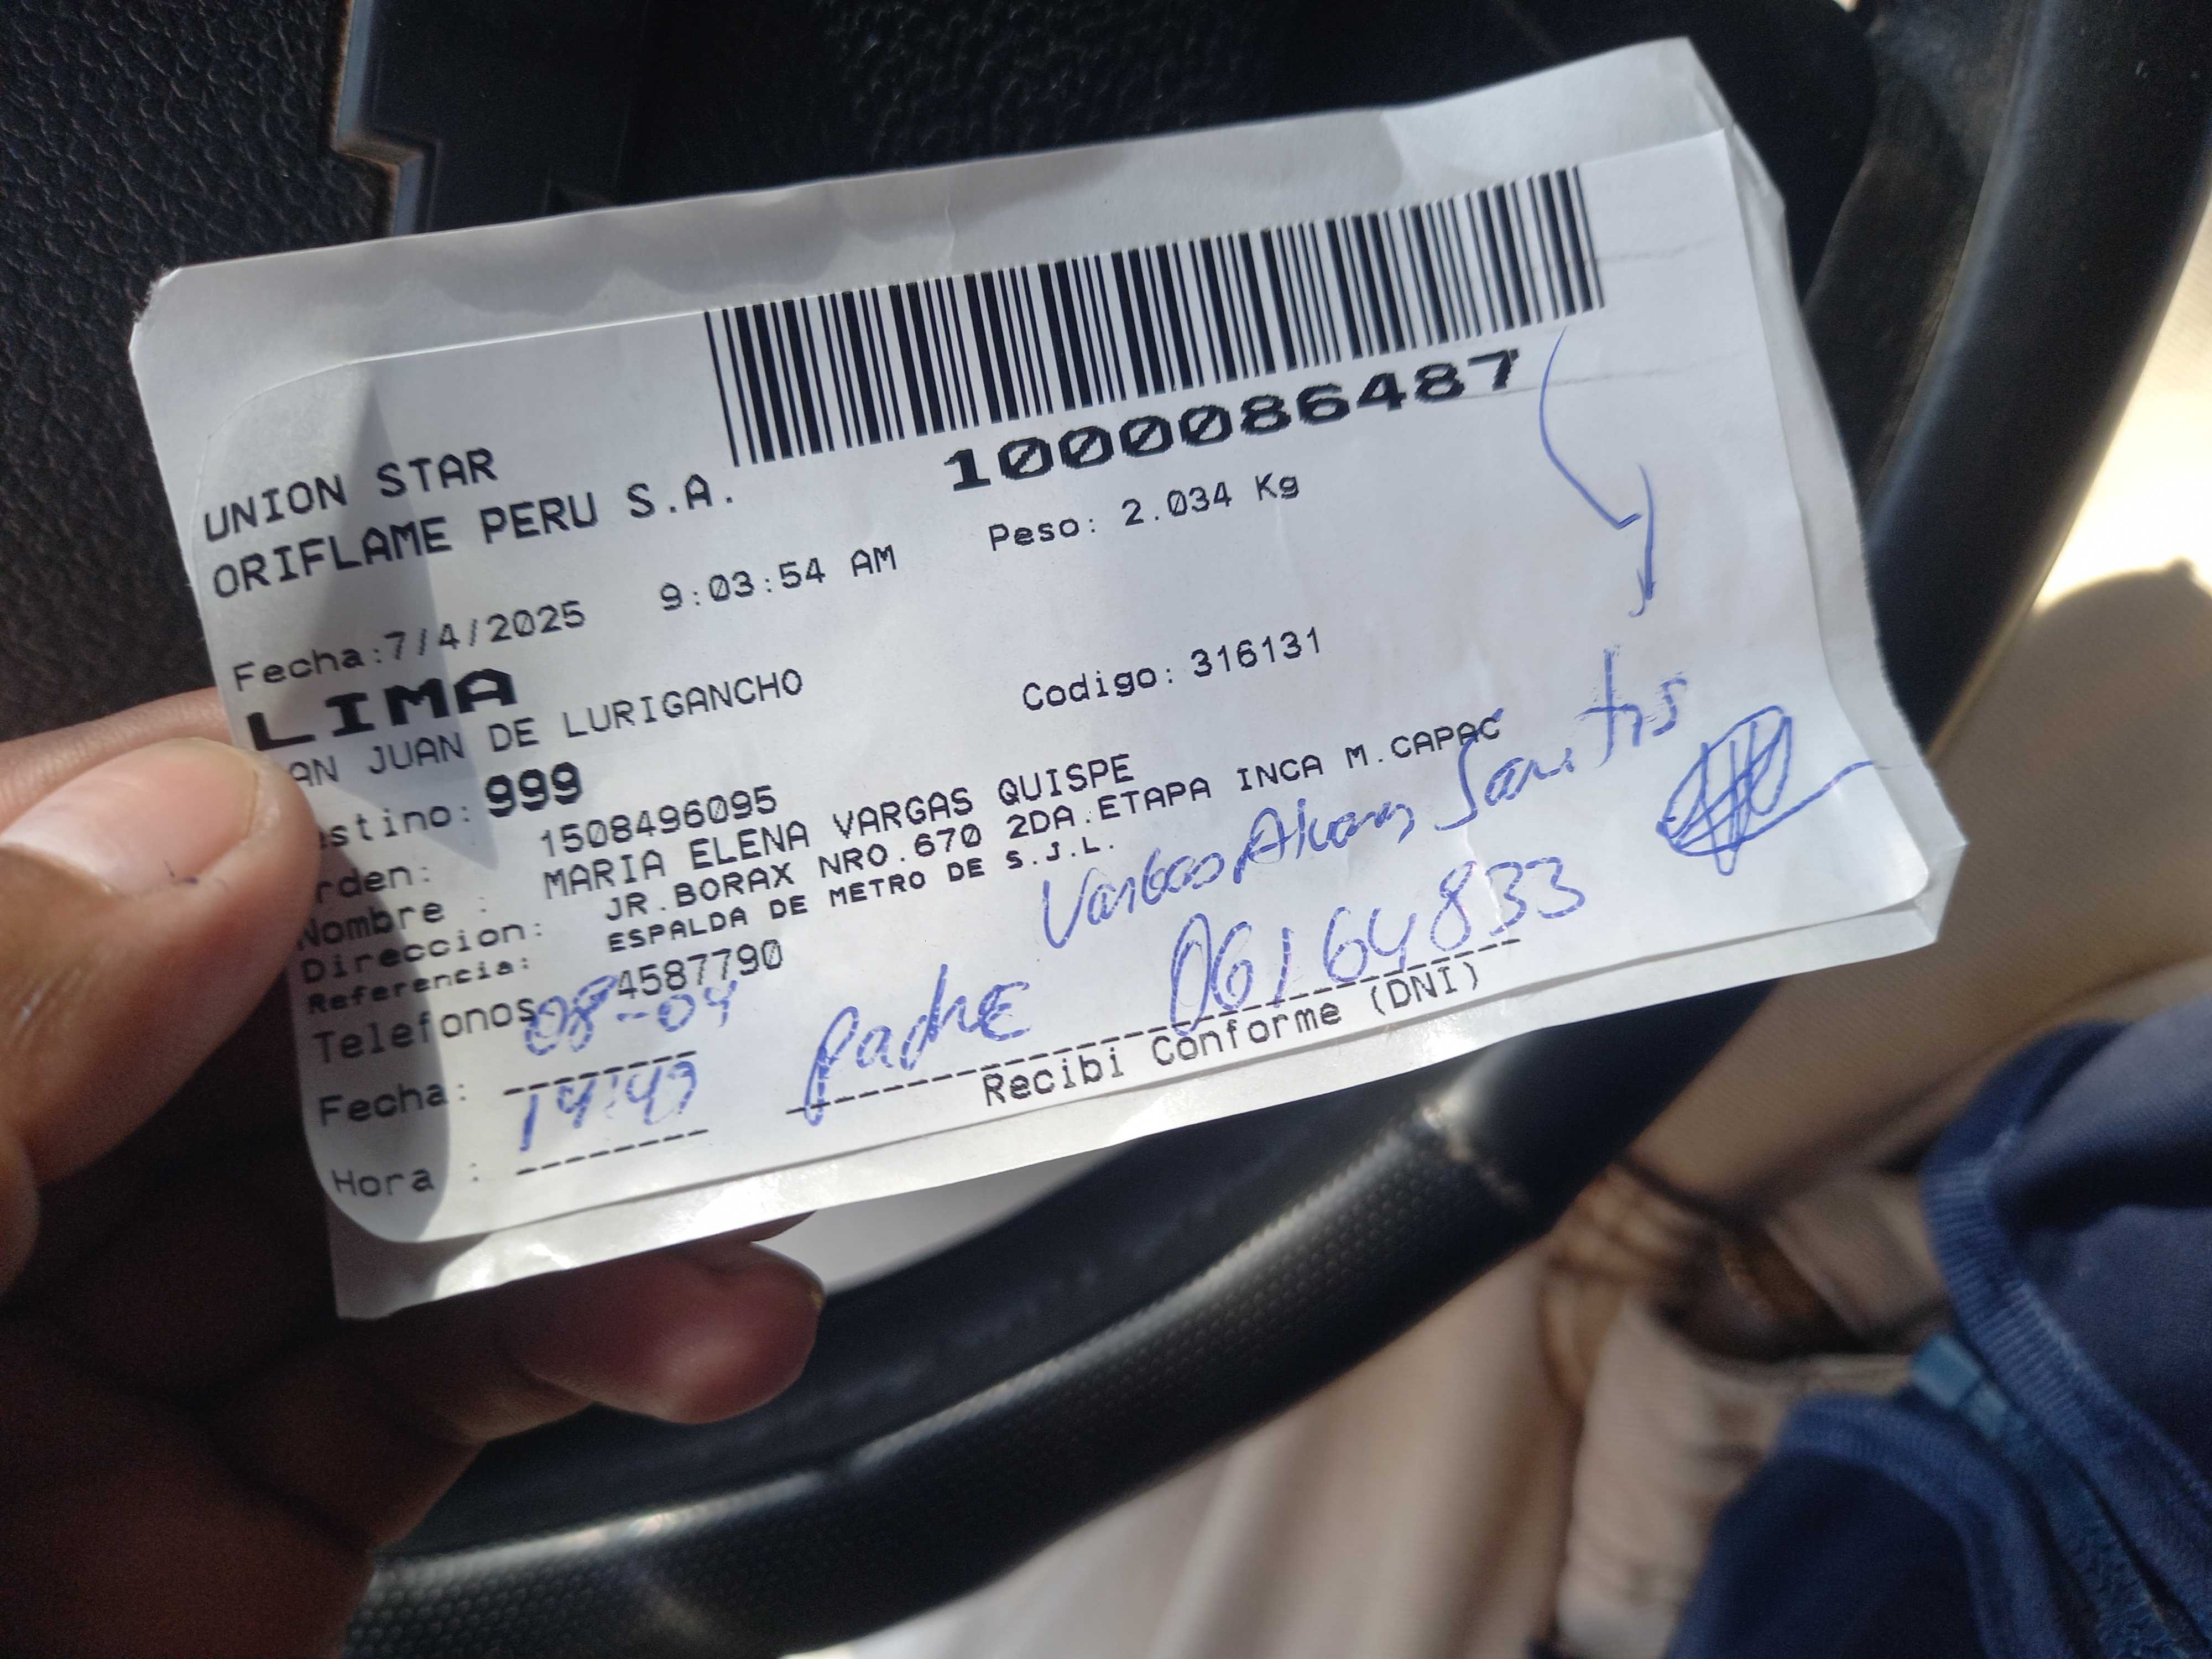 1000086487
UNION STAR
ORIFLAME PERU S.A.
Fecha:7/4/2025 9:03:54 AM Peso: 2.034 Kg
LIMA
AN JUAN DE LURIGANCHO Codigo: 316131
estino: 999
rden: 1508496095
Nombre : MARIA ELENA VARGAS QUISPE
Direccion: JR.BORAX NRO.670 2DA.ETAPA INCA M.CAPAC
Referencia: ESPALDA DE METRO DE S.J.L.
Telefonos 4587790
Fecha: 08-04
Hora : 14:47
Padre 06164833
Recibi Conforme (DNI)